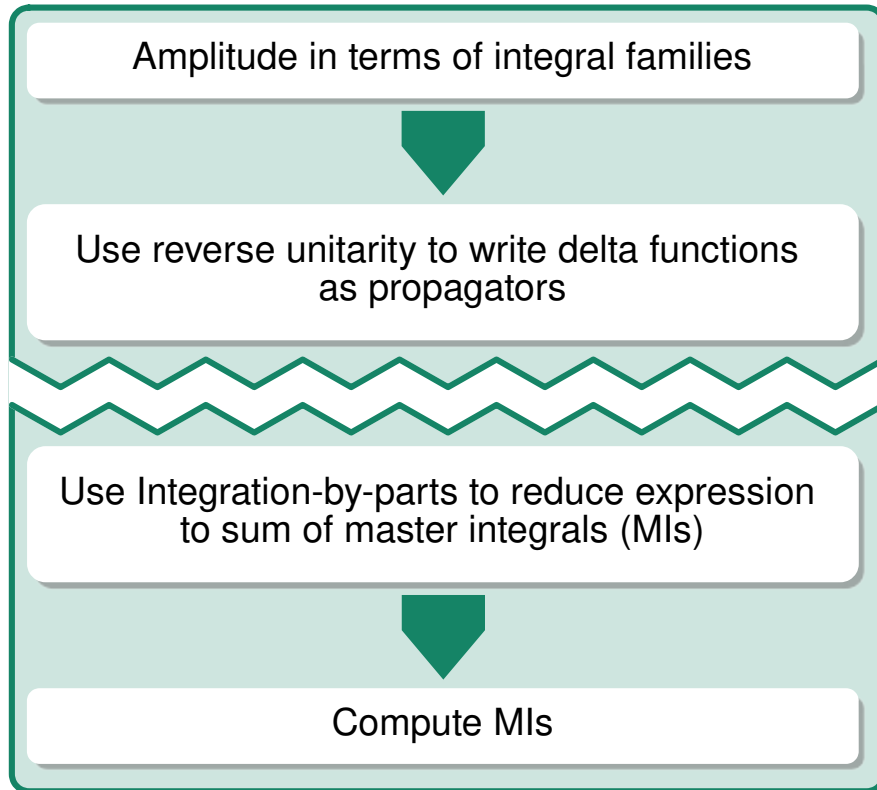 Amplitude in terms of integral families
Use reverse unitarity to write delta functions
as propagators
Use Integration-by-parts to reduce expression
to sum of master integrals (MIs)
Compute MIs